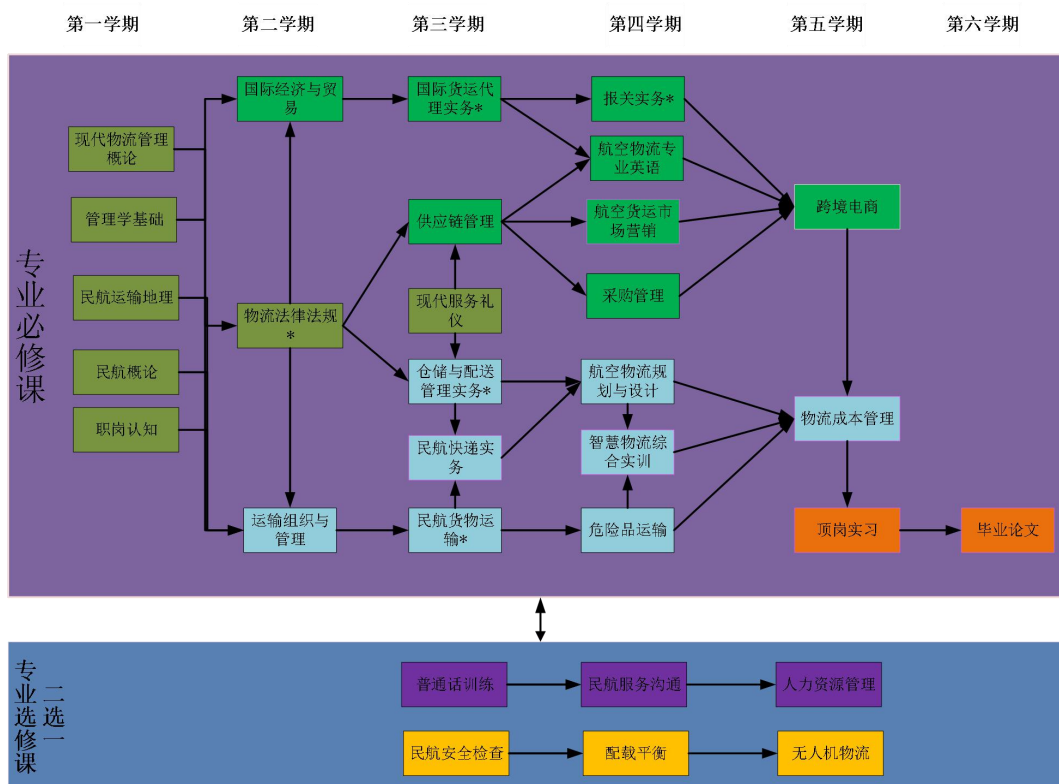 第一学期
第二学期
第三学期
第四学期
第五学期
第六学期
专业必修课
现代物流管理
概论
管理学基础
民航运输地理
民航概论
职岗认知
国际经济与贸
易
物流法律法规
*
运输组织与
管理
国际货运代
理实务*
供应链管理
现代服务礼
仪
仓储与配送
管理实务*
民航快递实
务
民航货物运
输*
报关实务*
航空物流专
业英语
航空货运市
场营销
采购管理
航空物流规
划与设计
智慧物流综
合实训
危险品运输
跨境电商
物流成本管理
顶岗实习
毕业论文
专业选修课
二选一
普通话训练
民航服务沟通
人力资源管理
民航安全检查
配载平衡
无人机物流